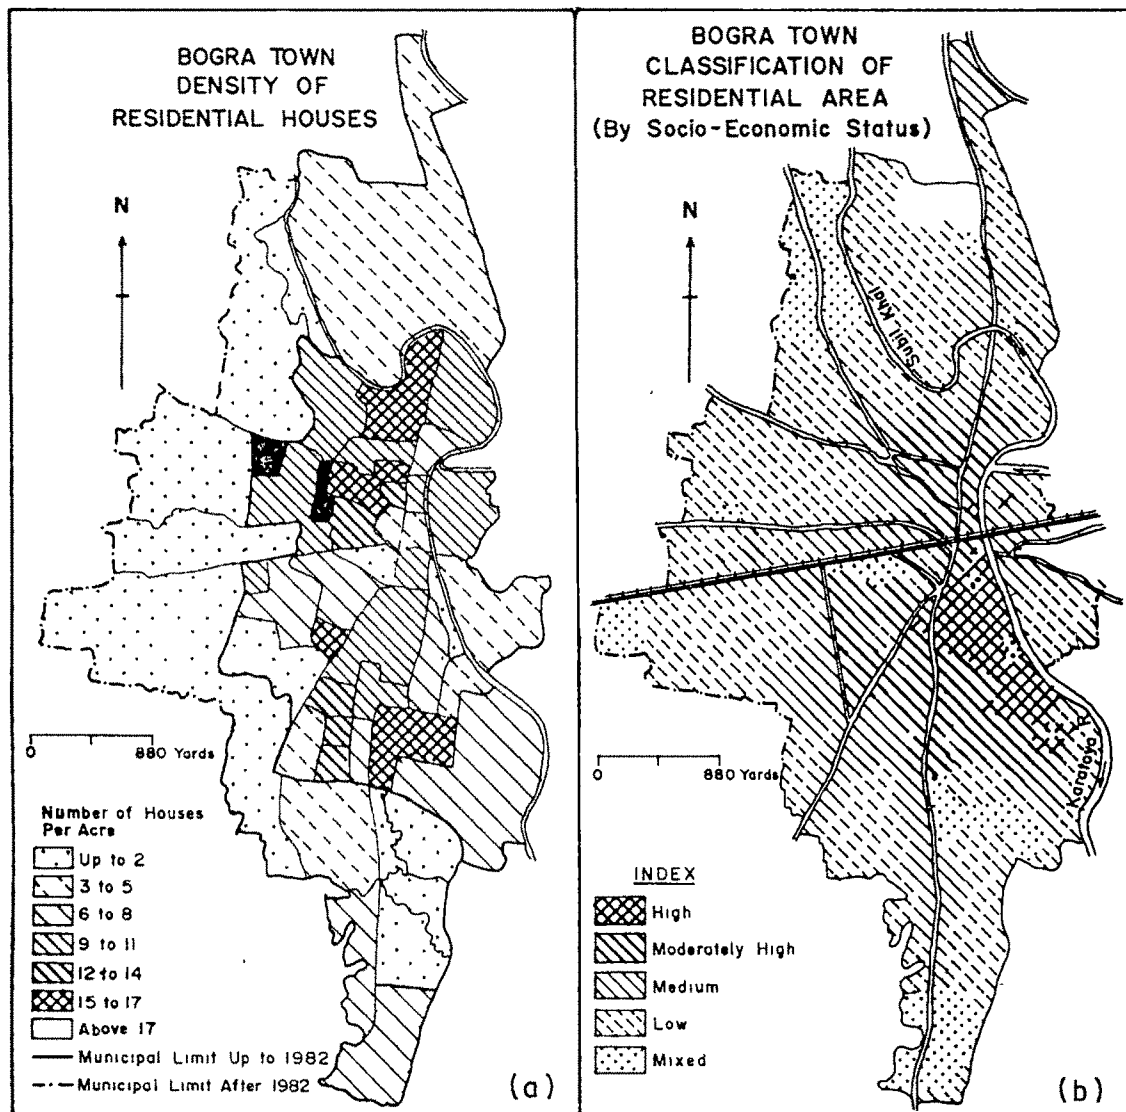 BOGRA TOWN
DENSITY OF
RESIDENTIAL HOUSES
N
0
880 Yards
Number of Houses
Per Acre
Up to 2
3 to 5
6 to 8
9 to 11
12 to 14
15 to 17
Above 17
Municipal Limit Up to 1982
Municipal Limit After 1982
(a)
BOGRA TOWN
CLASSIFICATION OF
RESIDENTIAL AREA
(By Socio-Economic Status)
N
Subil Khal
Karatoya R.
0
880 Yards
INDEX
High
Moderately High
Medium
Low
Mixed
(b)